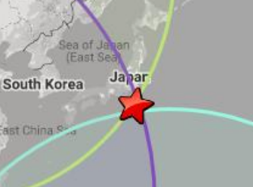 Sea of Japan
(East Sea)
Japan
South Korea
East China Sea